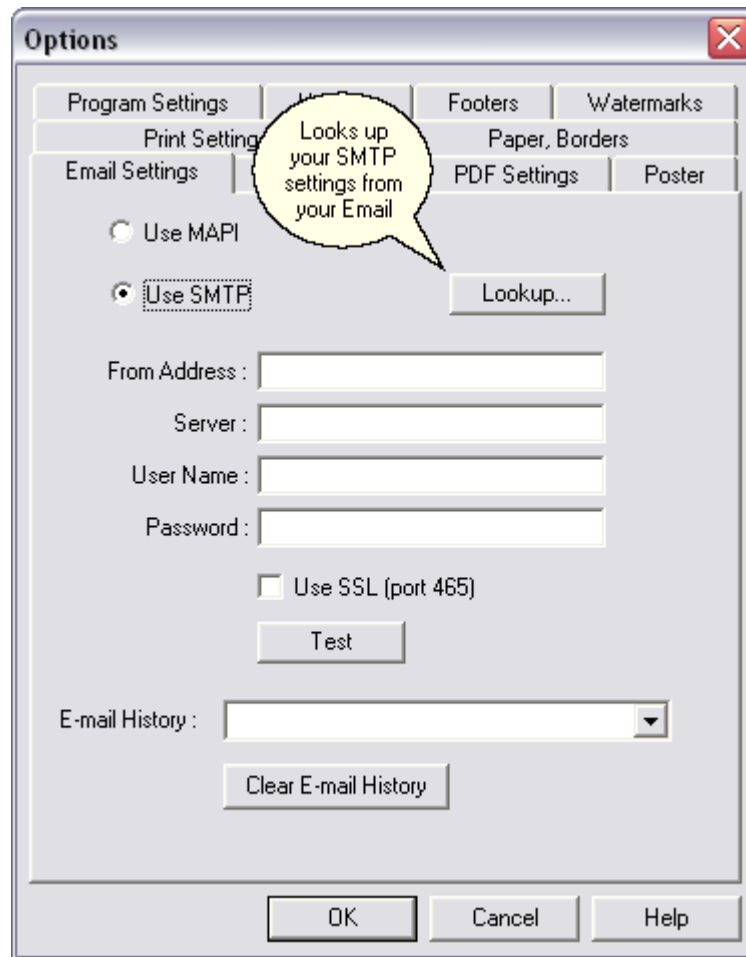 Options
Program Settings
Footers
Watermarks
Print Setting
Paper, Borders
Email Settings
PDF Settings
Poster
Looks up
your SMTP
settings from
your Email
Use MAPI
Use SMTP
Lookup...
From Address :
Server :
User Name :
Password :
Use SSL (port 465)
Test
E-mail History :
Clear E-mail History
OK
Cancel
Help